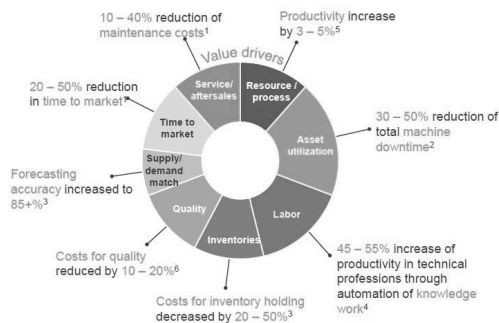 Value drivers
10 – 40% reduction of
maintenance costs¹
Productivity increase
by 3 – 5%⁵
20 – 50% reduction
in time to market⁷
30 – 50% reduction of
total machine
downtime²
Forecasting
accuracy increased to
85+%³
Costs for quality
reduced by 10 – 20%⁶
Costs for inventory holding
decreased by 20 – 50%³
45 – 55% increase of
productivity in technical
professions through
automation of knowledge
work⁴
Service/
aftersales
Resource /
process
Time to
market
Asset
utilization
Supply/
demand
match
Quality
Inventories
Labor